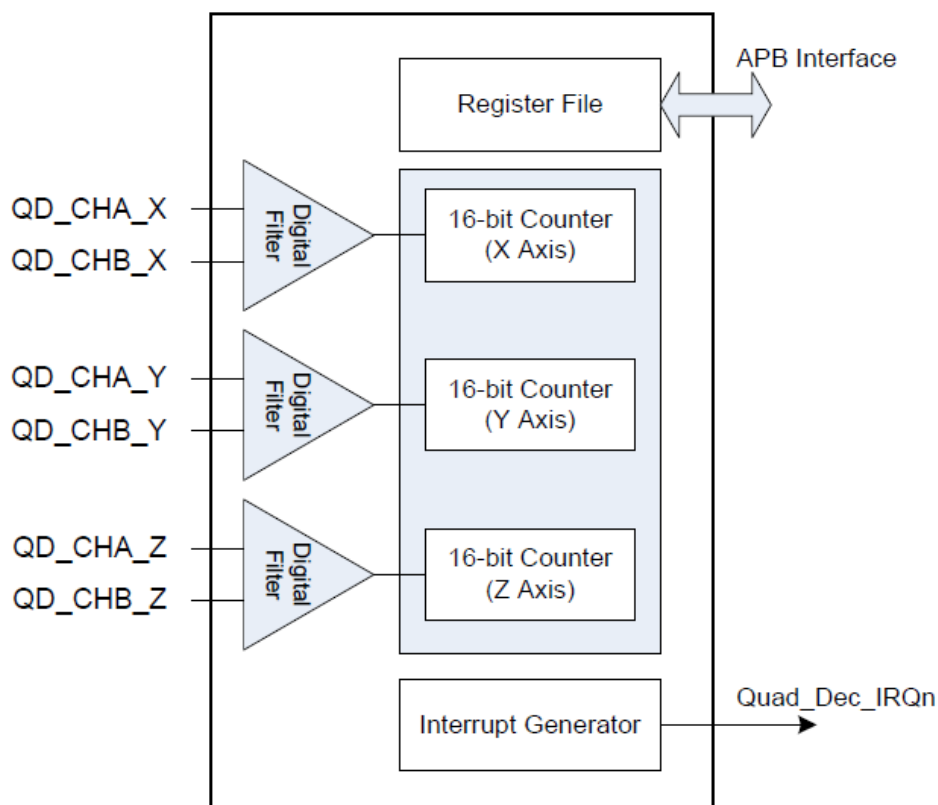 APB Interface
Register File
QD_CHA_X
QD_CHB_X
Digital
Filter
16-bit Counter
(X Axis)
QD_CHA_Y
QD_CHB_Y
Digital
Filter
16-bit Counter
(Y Axis)
QD_CHA_Z
QD_CHB_Z
Digital
Filter
16-bit Counter
(Z Axis)
Interrupt Generator
Quad_Dec_IRQn